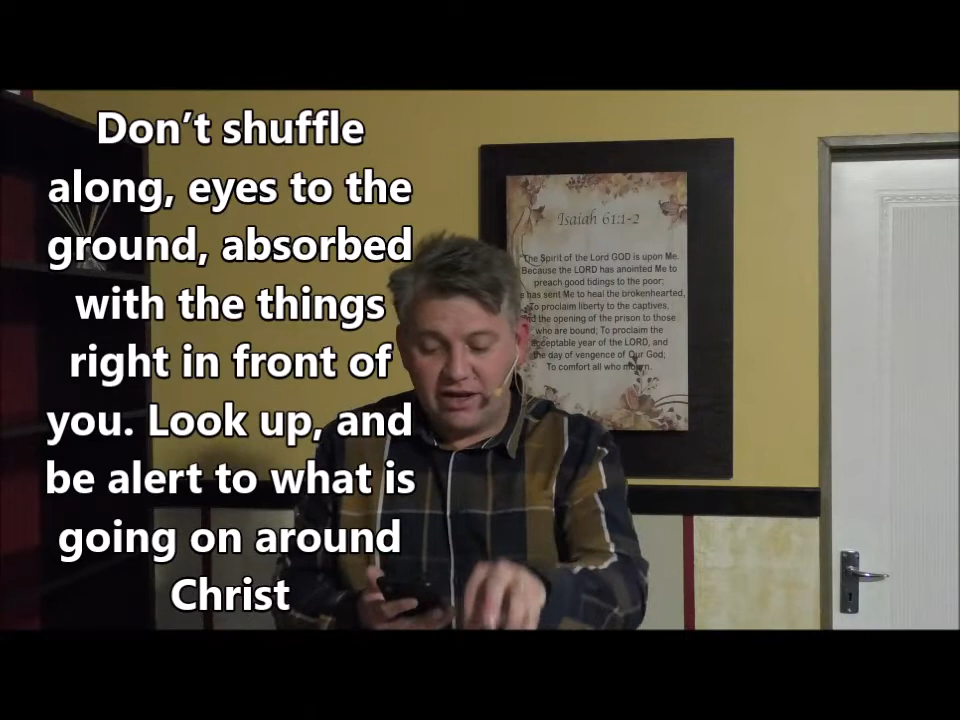 Don’t shuffle
along, eyes to the
ground, absorbed
with the things
right in front of
you. Look up, and
be alert to what is
going on around
Christ
Isaiah 61:1-2
"The Spirit of the Lord GOD is upon Me.
Because the LORD has anointed Me to
preach good tidings to the poor;
has sent Me to heal the brokenhearted,
To proclaim liberty to the captives,
and the opening of the prison to those
who are bound; To proclaim the
acceptable year of the LORD, and
the day of vengence of Our God;
To comfort all who mourn.